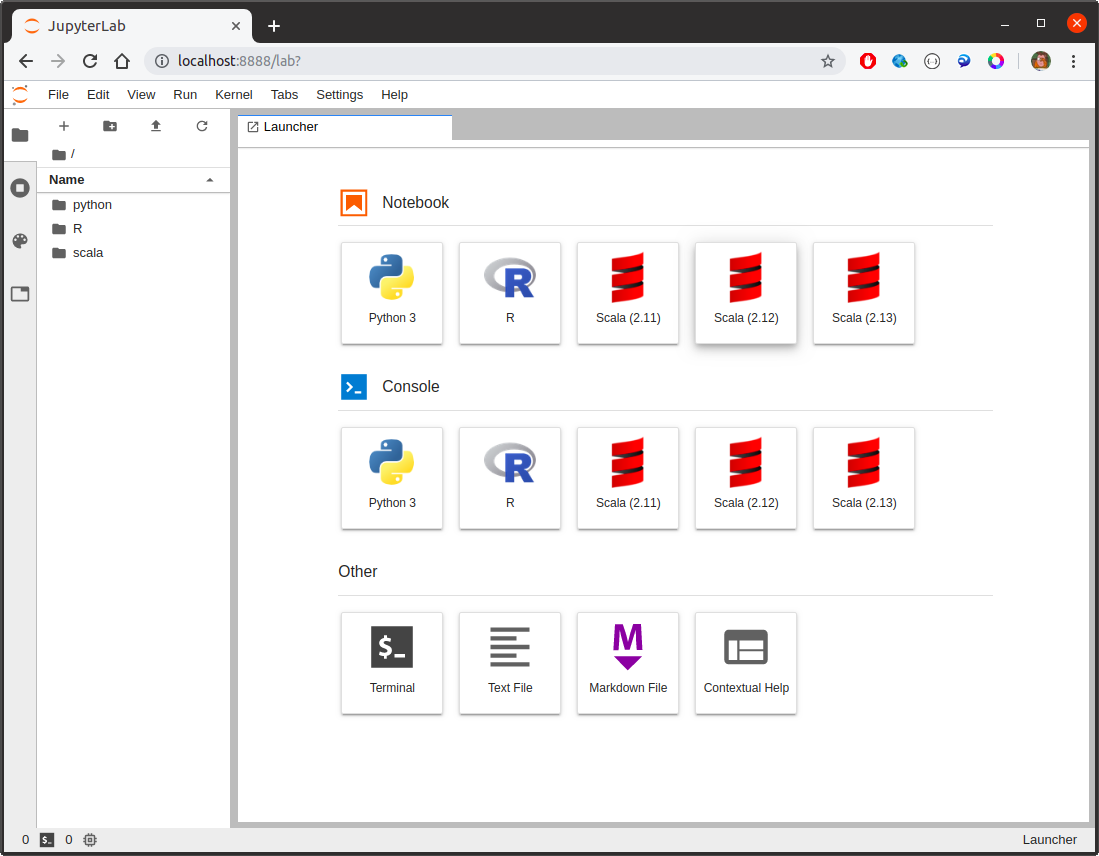 JupyterLab
localhost:8888/lab?
File Edit View Run Kernel Tabs Settings Help
Launcher
/
Name
python
R
scala
Notebook
Python 3 R Scala (2.11) Scala (2.12) Scala (2.13)
Console
Python 3 R Scala (2.11) Scala (2.12) Scala (2.13)
Other
$_ M
Terminal Text File Markdown File Contextual Help
0 $_ 0 Launcher